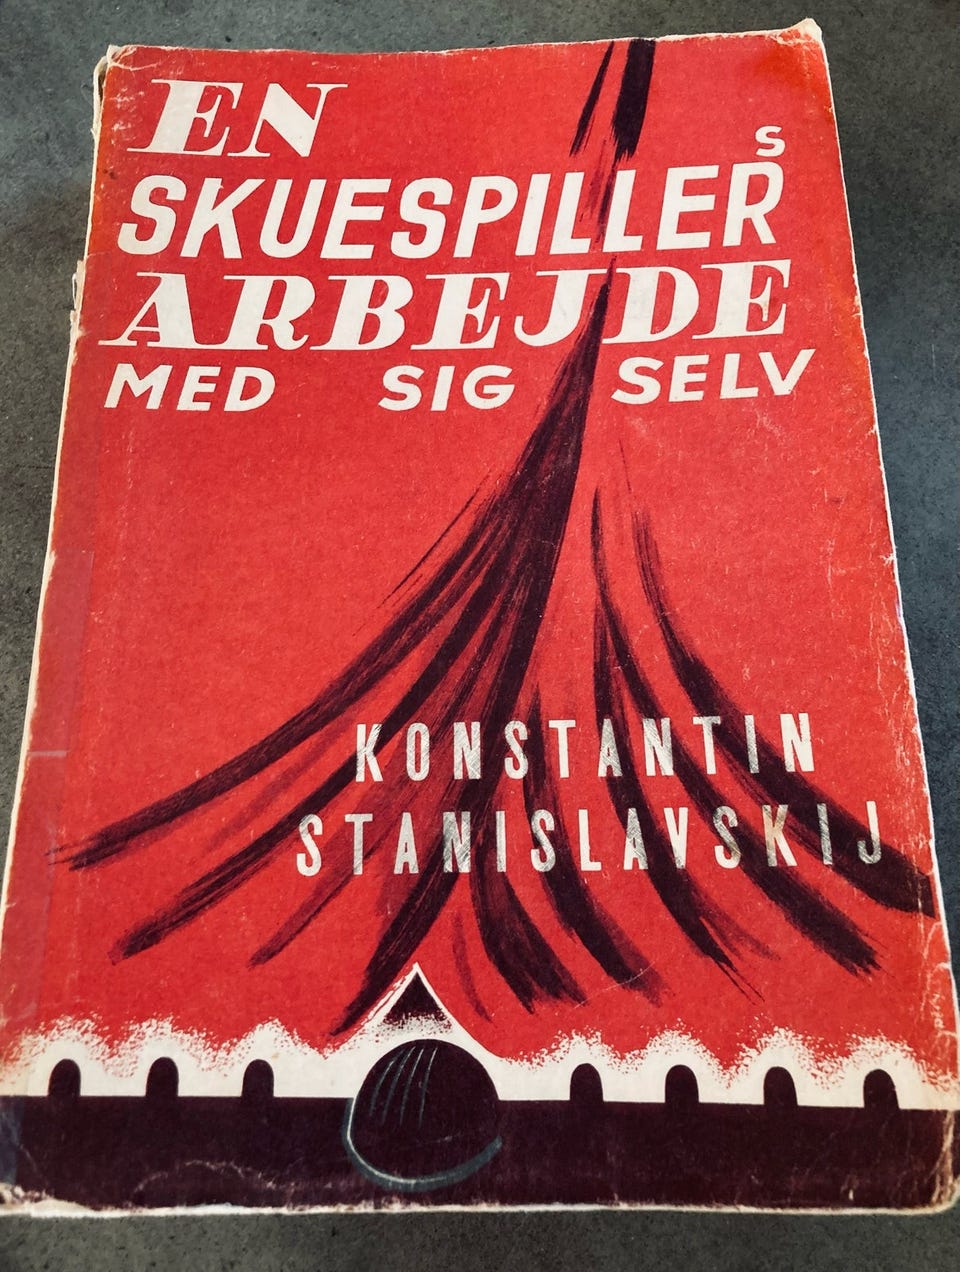 EN
SKUESPILLERS
ARBEJDE
MED SIG SELV
KONSTANTIN
STANISLAVSKIJ